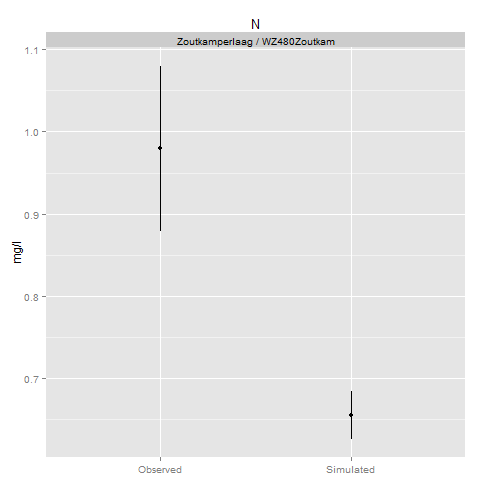 N
Zoutkamperlaag / WZ480Zoutkam
1.1
1.0
0.9
0.8
0.7
mg/l
Observed Simulated